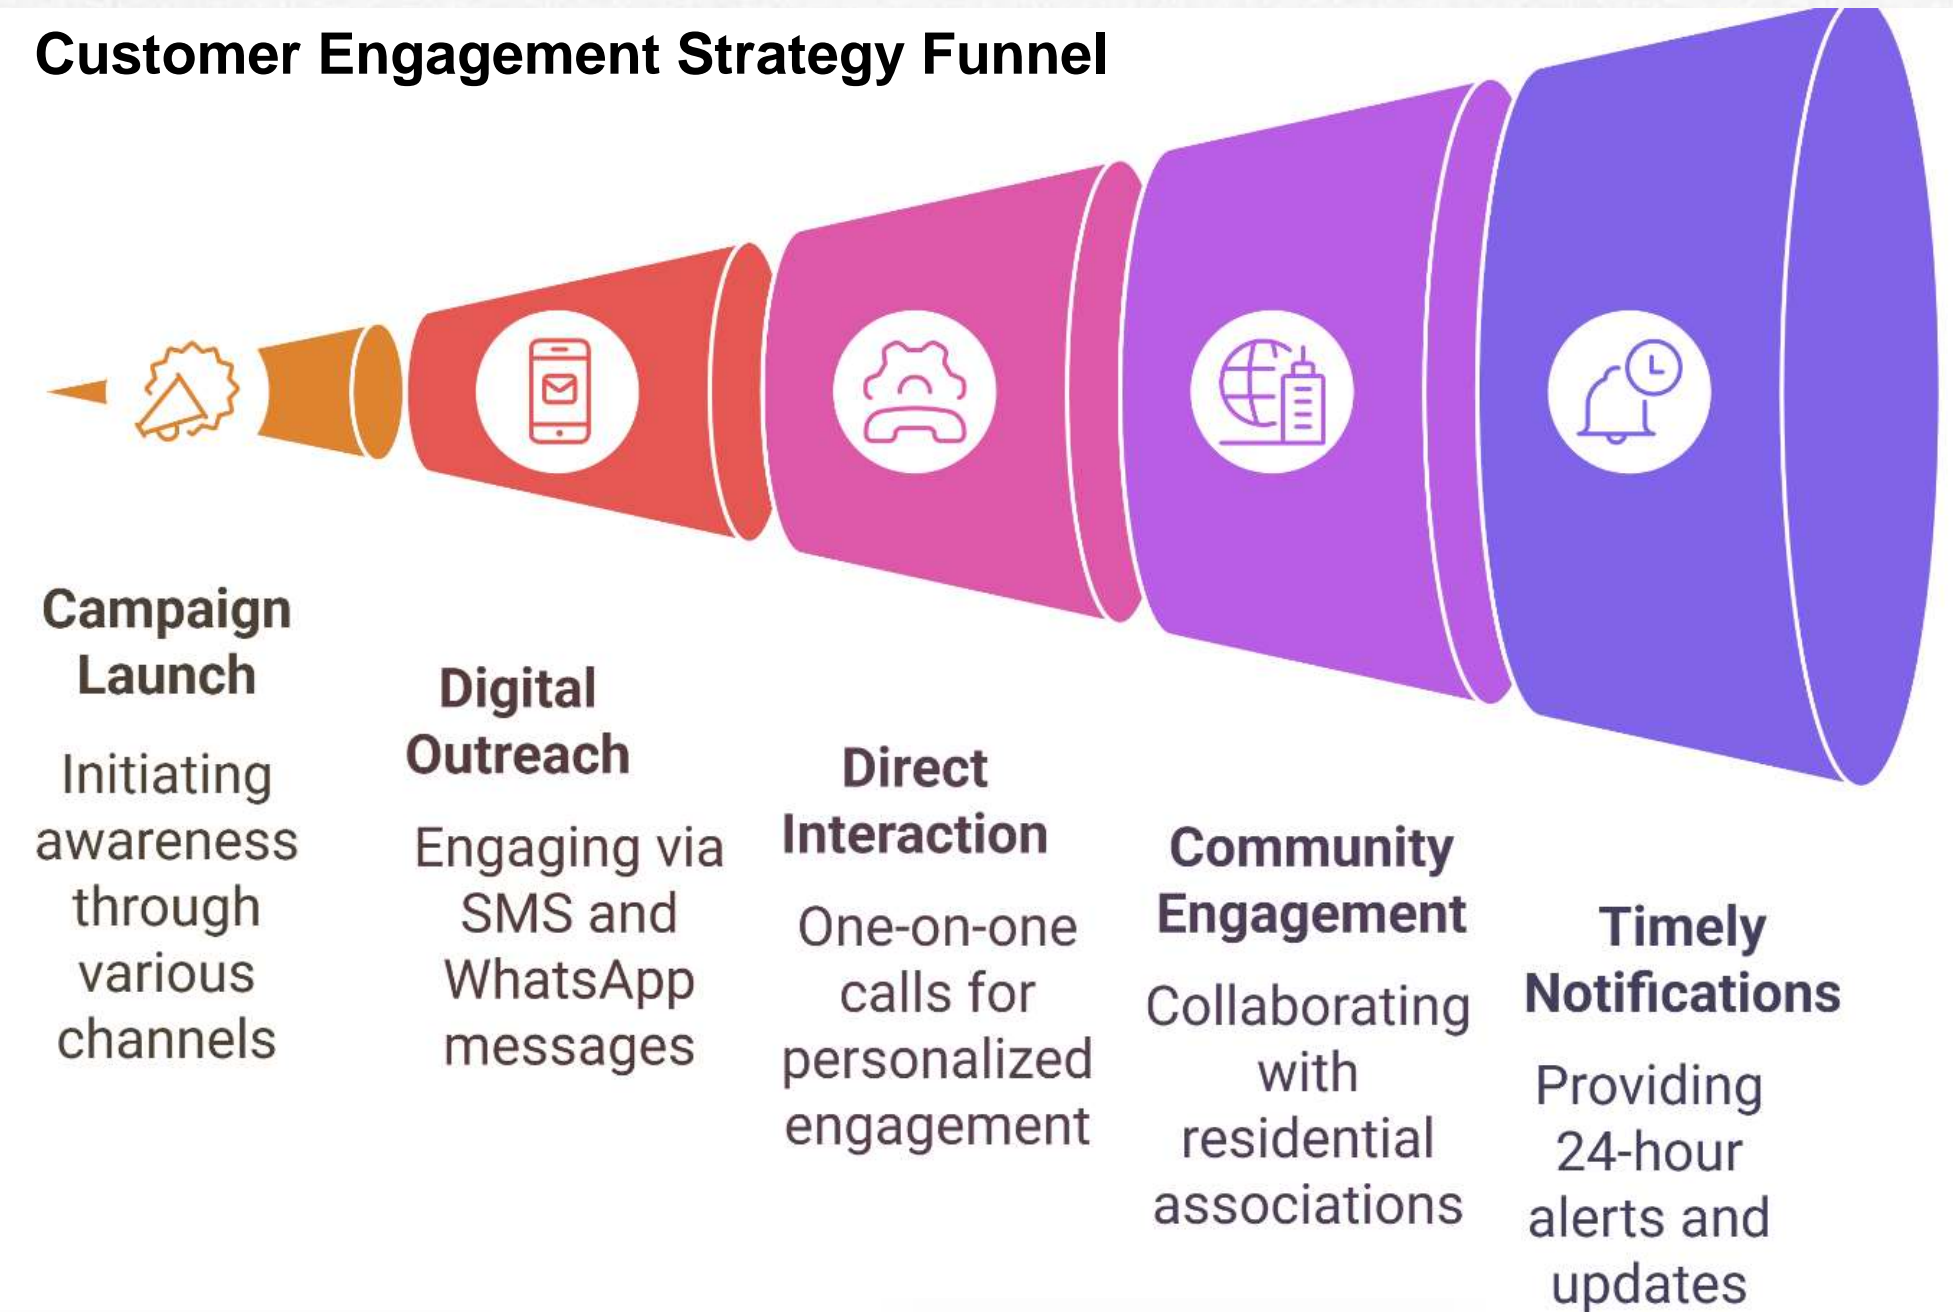 Customer Engagement Strategy Funnel
Campaign
Launch
Initiating
awareness
through
various
channels
Digital
Outreach
Engaging via
SMS and
WhatsApp
messages
Direct
Interaction
One-on-one
calls for
personalized
engagement
Community
Engagement
Collaborating
with
residential
associations
Timely
Notifications
Providing
24-hour
alerts and
updates